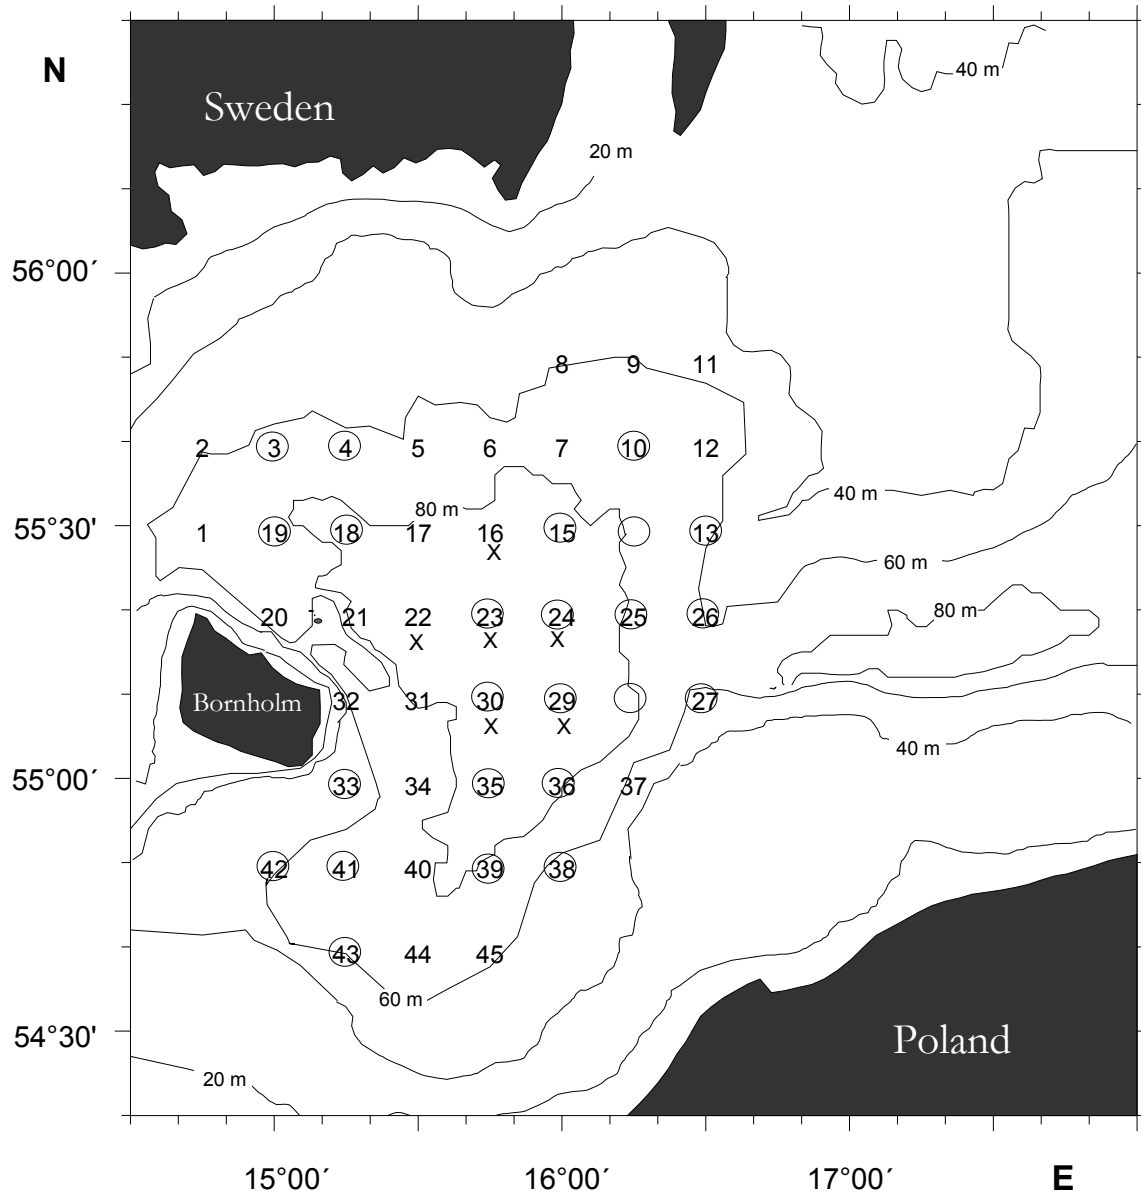 N
40 m
Sweden
20 m
56°00´
8 9 11
2 3 4 5 6 7 10 12
80 m
40 m
55°30'
1 19 18 17 16 15 13
X
60 m
80 m
20 21 22 23 24 25 26
X X X
Bornholm
32 31 30 29 27
X X
40 m
55°00´
33 34 35 36 37
42 41 40 39 38
43 44 45
60 m
54°30'
Poland
20 m
15°00´ 16°00´ 17°00´ E